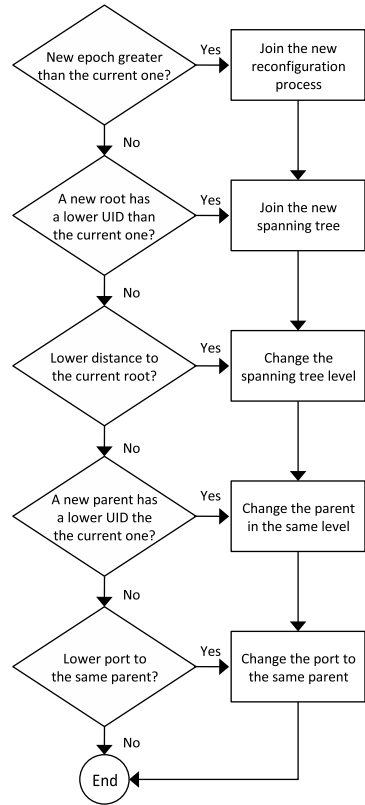 New epoch greater
than the current one?
Yes
Join the new
reconfiguration
process
No
A new root has
a lower UID than
the current one?
Yes
Join the new
spanning tree
No
Lower distance to
the current root?
Yes
Change the
spanning tree level
No
A new parent has
a lower UID the
the current one?
Yes
Change the parent
in the same level
No
Lower port to
the same parent?
Yes
Change the port to
the same parent
No
End